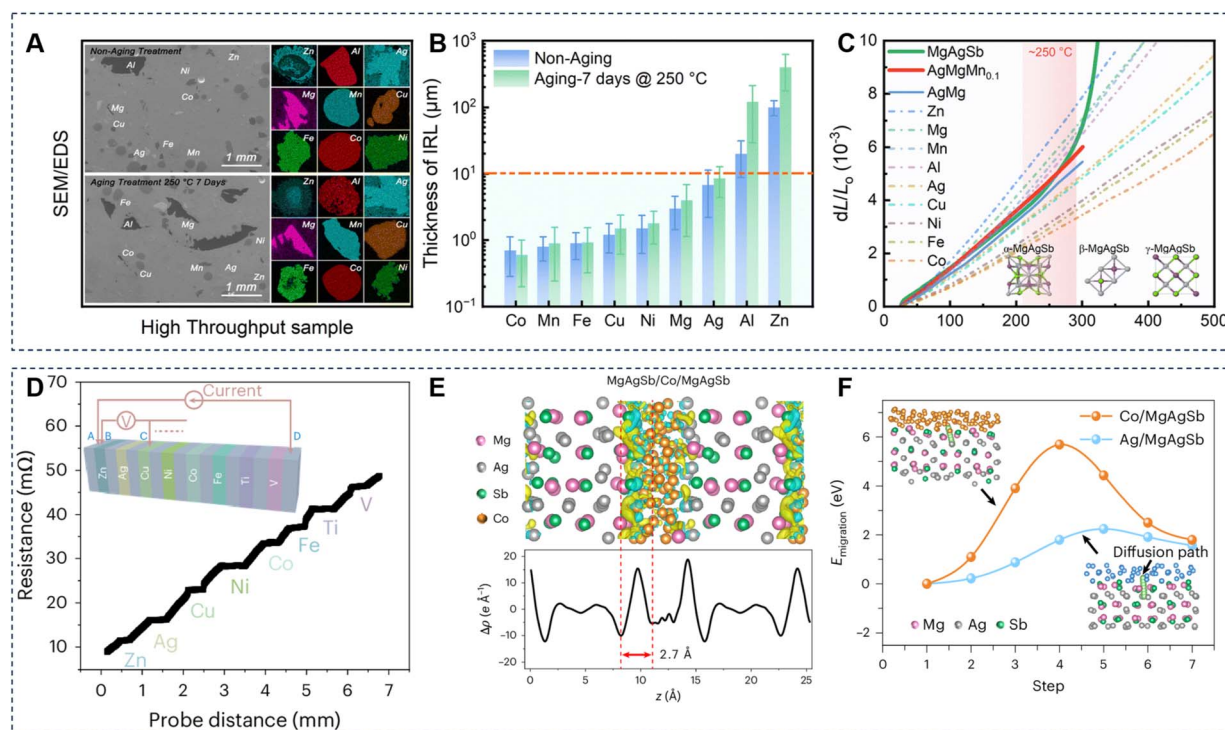 A
SEM/EDS
Non-Aging Treatment
Al
Zn
Ni
Co
Mg
Cu
Fe
Ag
Mn
1 mm
Aging Treatment 250 °C 7 Days
Fe
Al
Mg
Ni
Co
Cu
Mn
Ag
Zn
1 mm
Zn Al Ag
Mg Mn Cu
Fe Co Ni
Zn Al Ag
Mg Mn Cu
Fe Co Ni
High Throughput sample
B
Thickness of IRL (μm)
10³
10²
10¹
10⁰
10⁻¹
Non-Aging
Aging-7 days @ 250 °C
Co Mn Fe Cu Ni Mg Ag Al Zn
C
dL/L₀ (10⁻³)
10
8
6
4
2
0
~250 °C
MgAgSb
AgMgMn₀.₁
AgMg
Zn
Mg
Mn
Al
Ag
Cu
Ni
Fe
Co
α-MgAgSb
β-MgAgSb
γ-MgAgSb
0 100 200 300 400 500
D
Resistance (mΩ)
70
60
50
40
30
20
10
Current
V
A B C D
Zn Ag Cu Ni Co Fe Ti V
Zn
Ag
Cu
Ni
Co
Fe
Ti
V
0 1 2 3 4 5 6 7
Probe distance (mm)
E
MgAgSb/Co/MgAgSb
Mg
Ag
Sb
Co
Δρ (e Å⁻¹)
20
10
0
−10
−20
2.7 Å
0 5 10 15 20 25
z (Å)
F
E migration (eV)
6
4
2
0
−2
Co/MgAgSb
Ag/MgAgSb
Diffusion path
Mg Ag Sb
1 2 3 4 5 6 7
Step